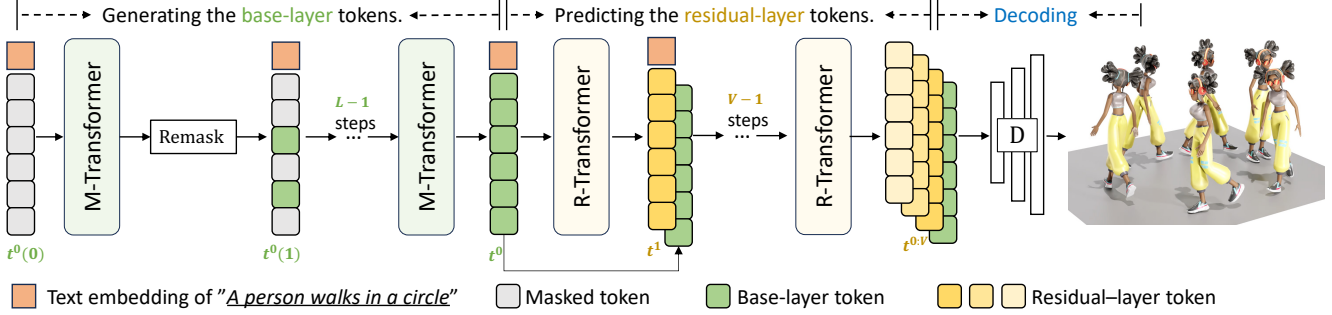 Generating the base-layer tokens. Predicting the residual-layer tokens. Decoding
M-Transformer
Remask
L − 1
steps
...
M-Transformer
R-Transformer
V − 1
steps
...
R-Transformer
D
t⁰(0)
t⁰(1)
t⁰
t¹
t⁰:ⱽ
Text embedding of ”A person walks in a circle” Masked token Base-layer token Residual–layer token